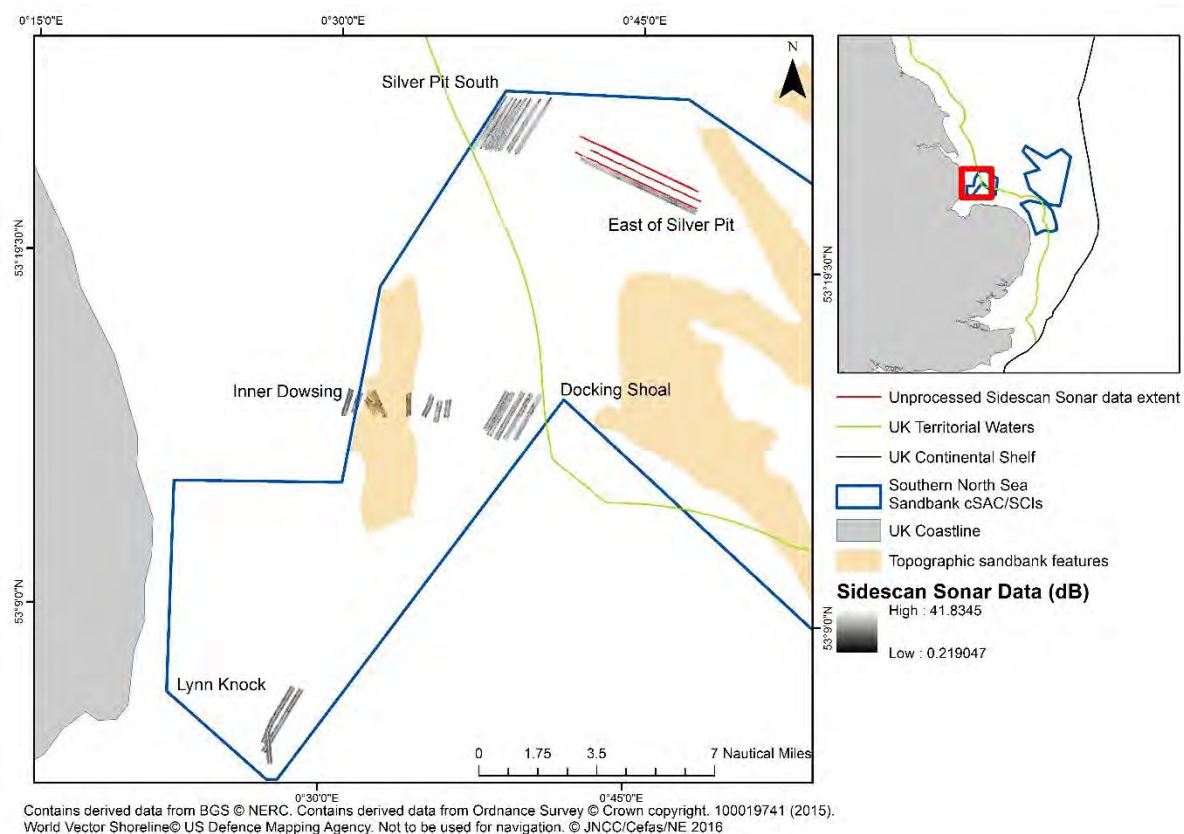 0°15'0"E
0°30'0"E
0°45'0"E
N
Silver Pit South
East of Silver Pit
53°19'30"N
53°19'30"N
Inner Dowsing
Docking Shoal
Unprocessed Sidescan Sonar data extent
UK Territorial Waters
UK Continental Shelf
Southern North Sea
Sandbank cSAC/SCIs
UK Coastline
Topographic sandbank features
Sidescan Sonar Data (dB)
High : 41.8345
Low : 0.219047
53°9'0"N
53°9'0"N
Lynn Knock
0 1.75 3.5 7 Nautical Miles
0°30'0"E
0°45'0"E
Contains derived data from BGS © NERC. Contains derived data from Ordnance Survey © Crown copyright. 100019741 (2015).
World Vector Shoreline© US Defence Mapping Agency. Not to be used for navigation. © JNCC/Cefas/NE 2016